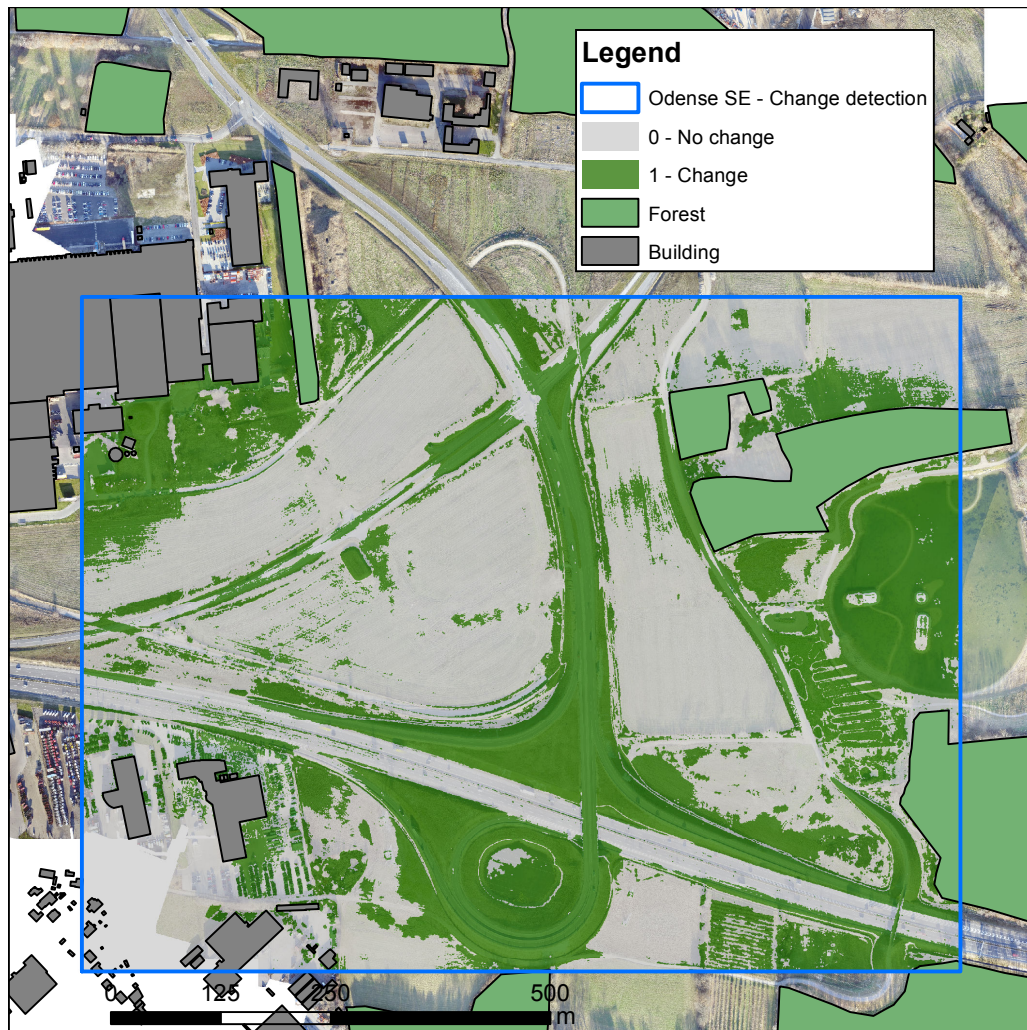 Legend
Odense SE - Change detection
0 - No change
1 - Change
Forest
Building
0 125 250 500
m